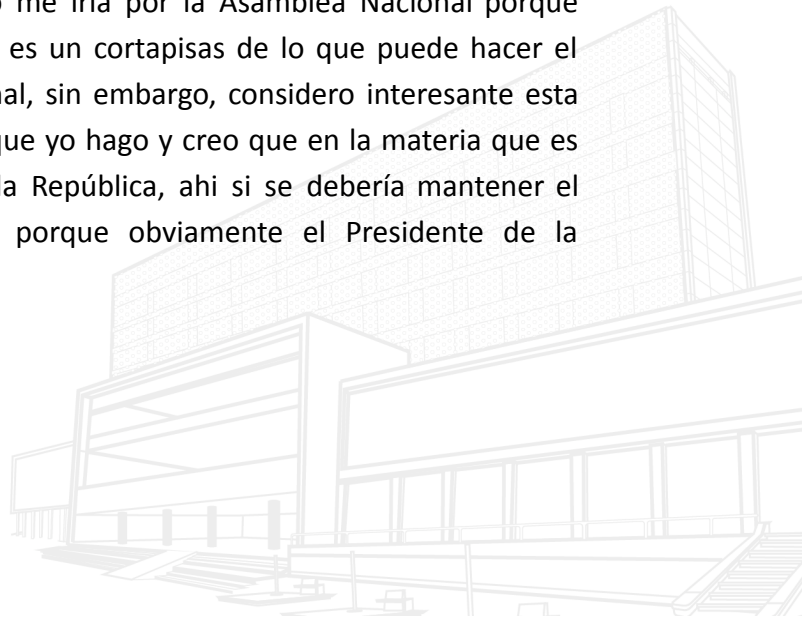 me iría por la Asamblea Nacional porque
es un cortapisas de lo que puede hacer el
sin embargo, considero interesante esta
que yo hago y creo que en la materia que es
la República, ahi si se debería mantener el
porque obviamente el Presidente de la